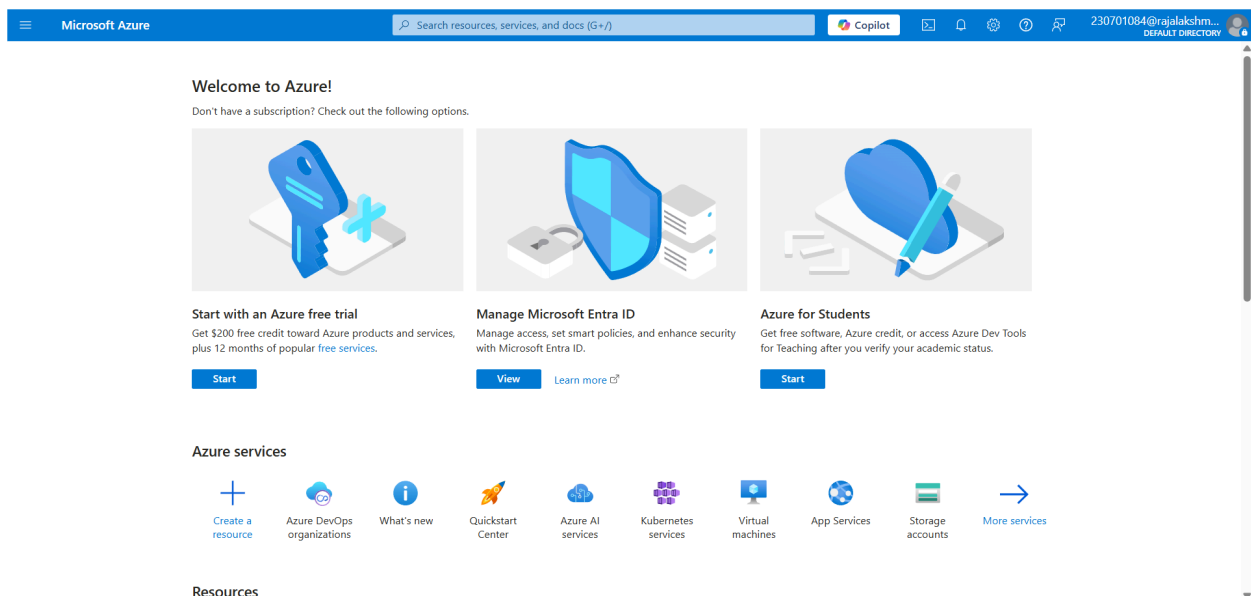 Microsoft Azure
Search resources, services, and docs (G+/)
Copilot
230701084@rajalakshm...
DEFAULT DIRECTORY
Welcome to Azure!
Don't have a subscription? Check out the following options.
Start with an Azure free trial
Get $200 free credit toward Azure products and services,
plus 12 months of popular free services.
Start
Manage Microsoft Entra ID
Manage access, set smart policies, and enhance security
with Microsoft Entra ID.
View
Learn more
Azure for Students
Get free software, Azure credit, or access Azure Dev Tools
for Teaching after you verify your academic status.
Start
Azure services
Create a
resource
Azure DevOps
organizations
What's new
Quickstart
Center
Azure AI
services
Kubernetes
services
Virtual
machines
App Services
Storage
accounts
More services
Resources